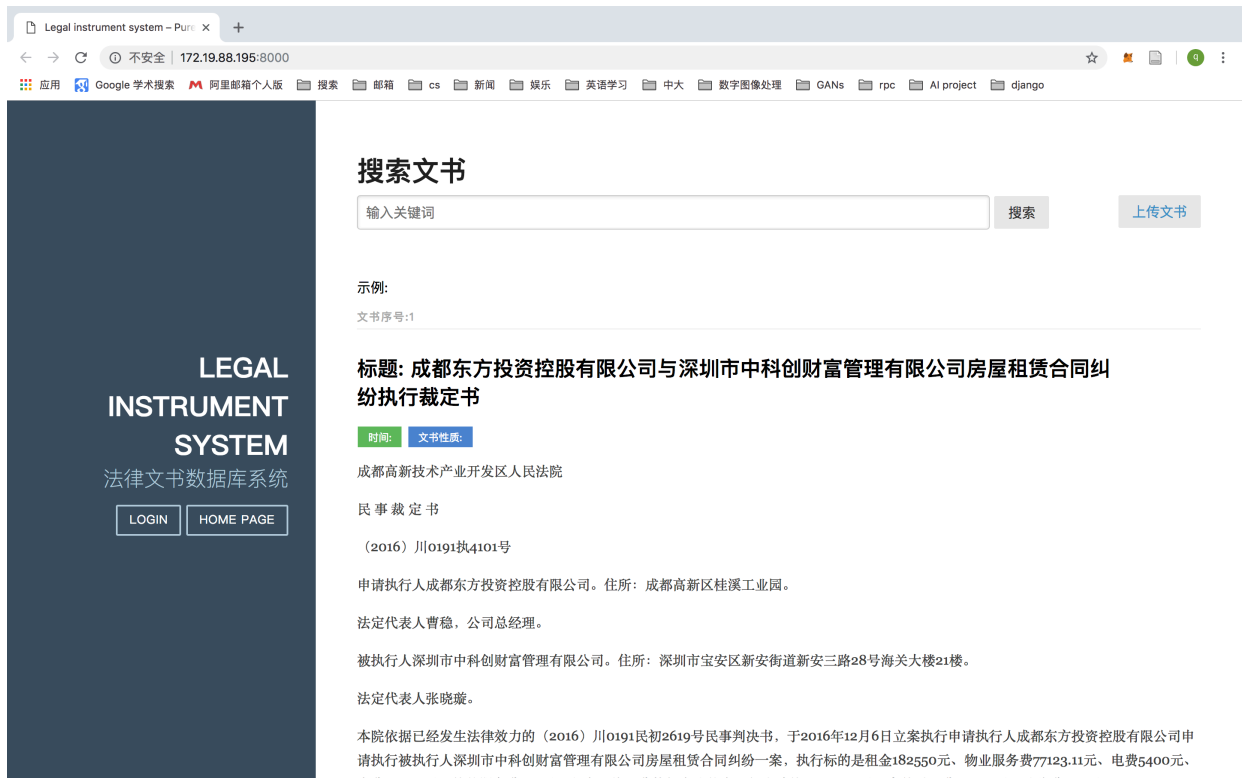 Legal instrument system – Pure
不安全 | 172.19.88.195:8000
q
应用 Google 学术搜索 阿里邮箱个人版 搜索 邮箱 cs 新闻 娱乐 英语学习 中大 数字图像处理 GANs rpc AI project django
LEGAL
INSTRUMENT
SYSTEM
法律文书数据库系统
LOGIN HOME PAGE
搜索文书
输入关键词 搜索 上传文书
示例:
文书序号:1
标题: 成都东方投资控股有限公司与深圳市中科创财富管理有限公司房屋租赁合同纠
纷执行裁定书
时间: 文书性质:
成都高新技术产业开发区人民法院
民 事 裁 定 书
（2016）川0191执4101号
申请执行人成都东方投资控股有限公司。住所：成都高新区桂溪工业园。
法定代表人曹稳，公司总经理。
被执行人深圳市中科创财富管理有限公司。住所：深圳市宝安区新安街道新安三路28号海关大楼21楼。
法定代表人张晓璇。
本院依据已经发生法律效力的（2016）川0191民初2619号民事判决书，于2016年12月6日立案执行申请执行人成都东方投资控股有限公司申
请执行被执行人深圳市中科创财富管理有限公司房屋租赁合同纠纷一案，执行标的是租金182550元、物业服务费77123.11元、电费5400元、